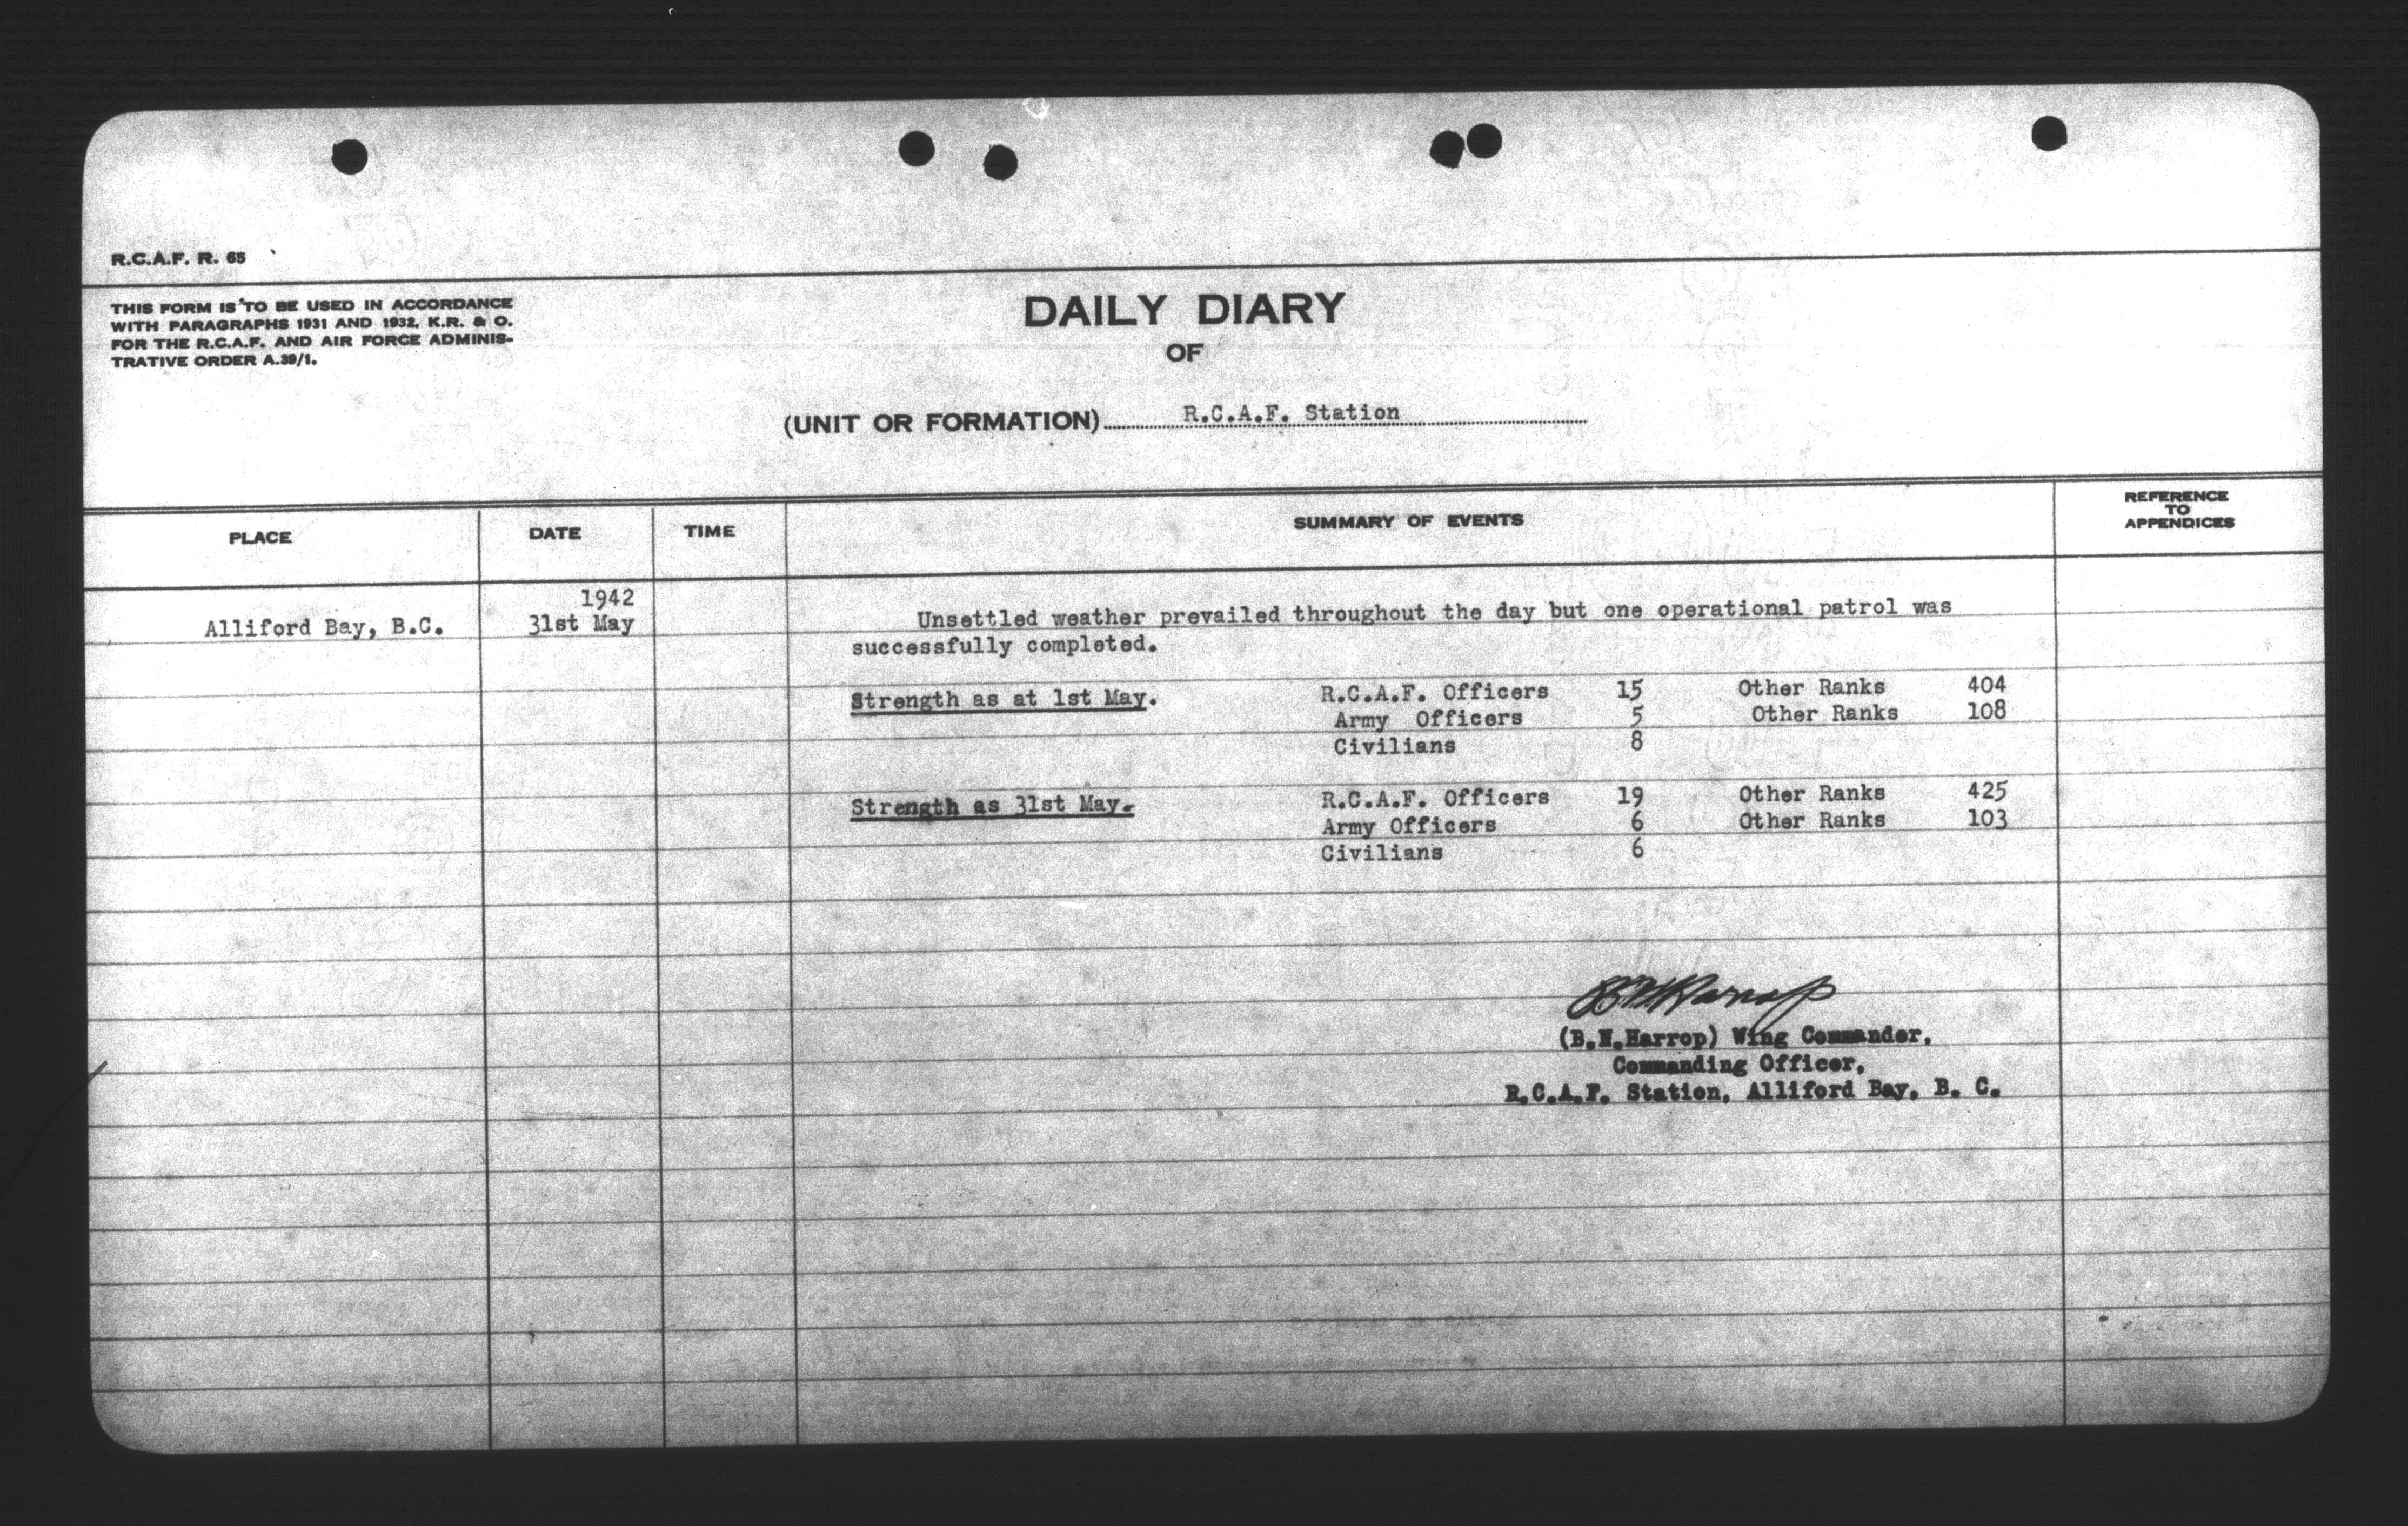 R.C.A.F. R. 65
THIS FORM IS TO BE USED IN ACCORDANCE
WITH PARAGRAPHS 1931 AND 1932, K.R. & O.
FOR THE R.C.A.F. AND AIR FORCE ADMINIS-
TRATIVE ORDER A.39/1.
DAILY DIARY
OF
(UNIT OR FORMATION) R.C.A.F. Station
PLACE DATE TIME SUMMARY OF EVENTS REFERENCE TO APPENDICES
1942
Alliford Bay, B.C. 31st May Unsettled weather prevailed throughout the day but one operational patrol was
successfully completed.
Strength as at 1st May. R.C.A.F. Officers 15 Other Ranks 404
Army Officers 5 Other Ranks 108
Civilians 8
Strength as 31st May. R.C.A.F. Officers 19 Other Ranks 425
Army Officers 6 Other Ranks 103
Civilians 6
(B.N.Harrop) Wing Commander,
Commanding Officer,
R.C.A.F. Station, Alliford Bay, B. C.